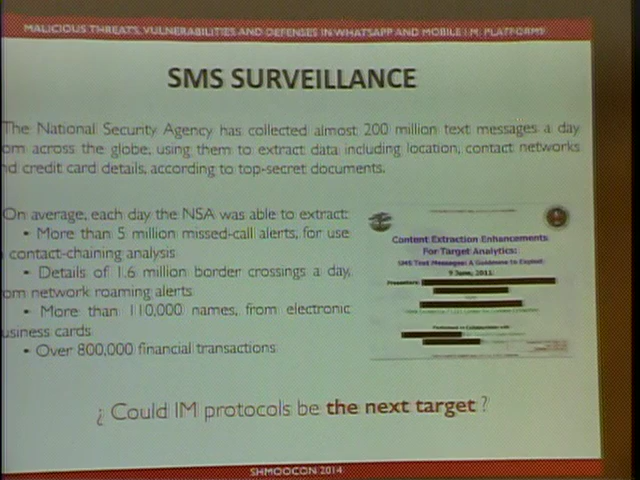 MALICIOUS THREATS, VULNERABILITIES AND DEFENSES IN WHATSAPP AND MOBILE I.M. PLATFORMS
SMS SURVEILLANCE
The National Security Agency has collected almost 200 million text messages a day
om across the globe, using them to extract data including location, contact networks
nd credit card details, according to top-secret documents.
On average, each day the NSA was able to extract:
• More than 5 million missed-call alerts, for use
contact-chaining analysis
• Details of 1.6 million border crossings a day,
om network roaming alerts
• More than 110,000 names, from electronic
usiness cards
• Over 800,000 financial transactions
Content Extraction Enhancements
For Target Analytics:
SMS Text Messages: A Goldmine to Exploit
9 June, 2011
Presenters:
¿ Could IM protocols be the next target ?
SHMOOCON 2014